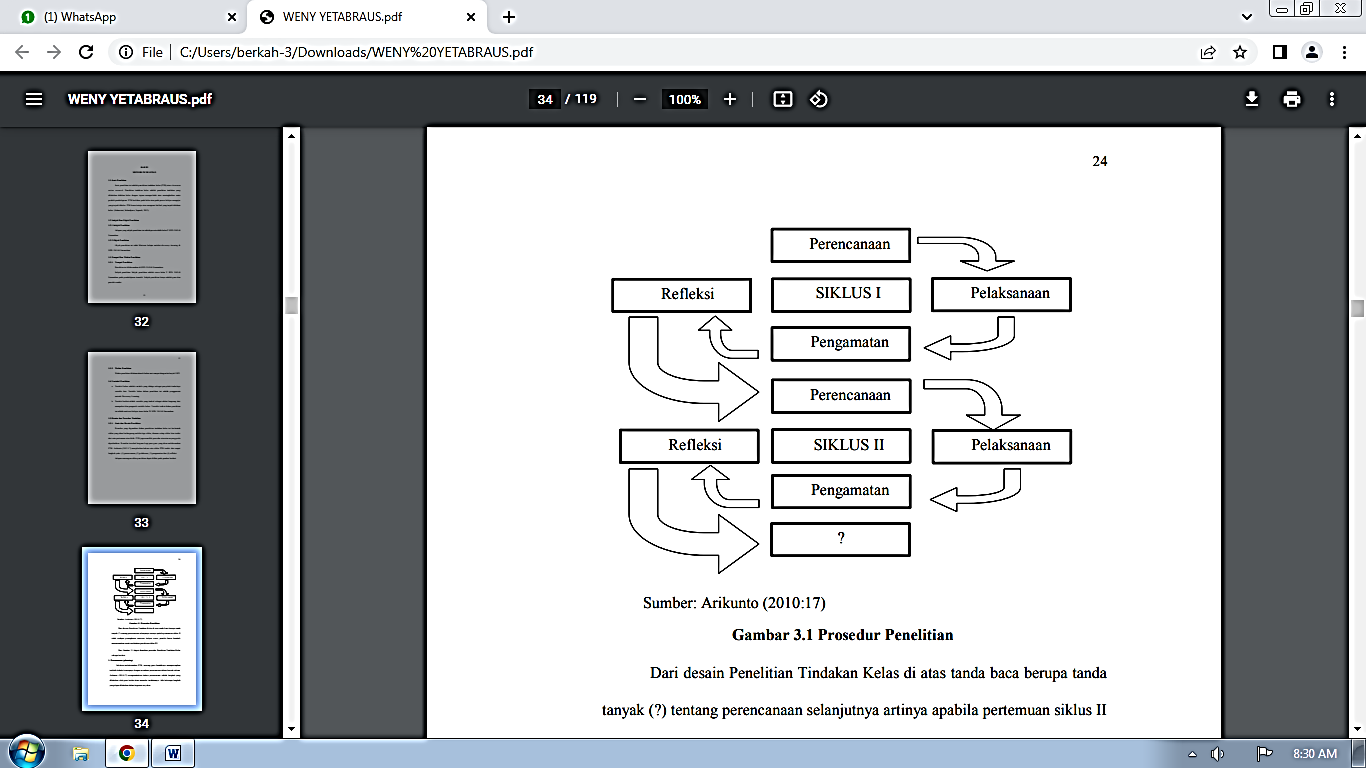 (1) WhatsApp
WENY YETABRAUS.pdf
File
C:/Users/berkah-3/Downloads/WENY%20YETABRAUS.pdf
WENY YETABRAUS.pdf
34 / 119
100%
32
33
34
24
Perencanaan
Refleksi
SIKLUS I
Pelaksanaan
Pengamatan
Perencanaan
Refleksi
SIKLUS II
Pelaksanaan
Pengamatan
?
Sumber: Arikunto (2010:17)
Gambar 3.1 Prosedur Penelitian
Dari desain Penelitian Tindakan Kelas di atas tanda baca berupa tanda
tanyak (?) tentang perencanaan selanjutnya artinya apabila pertemuan siklus II
8:30 AM